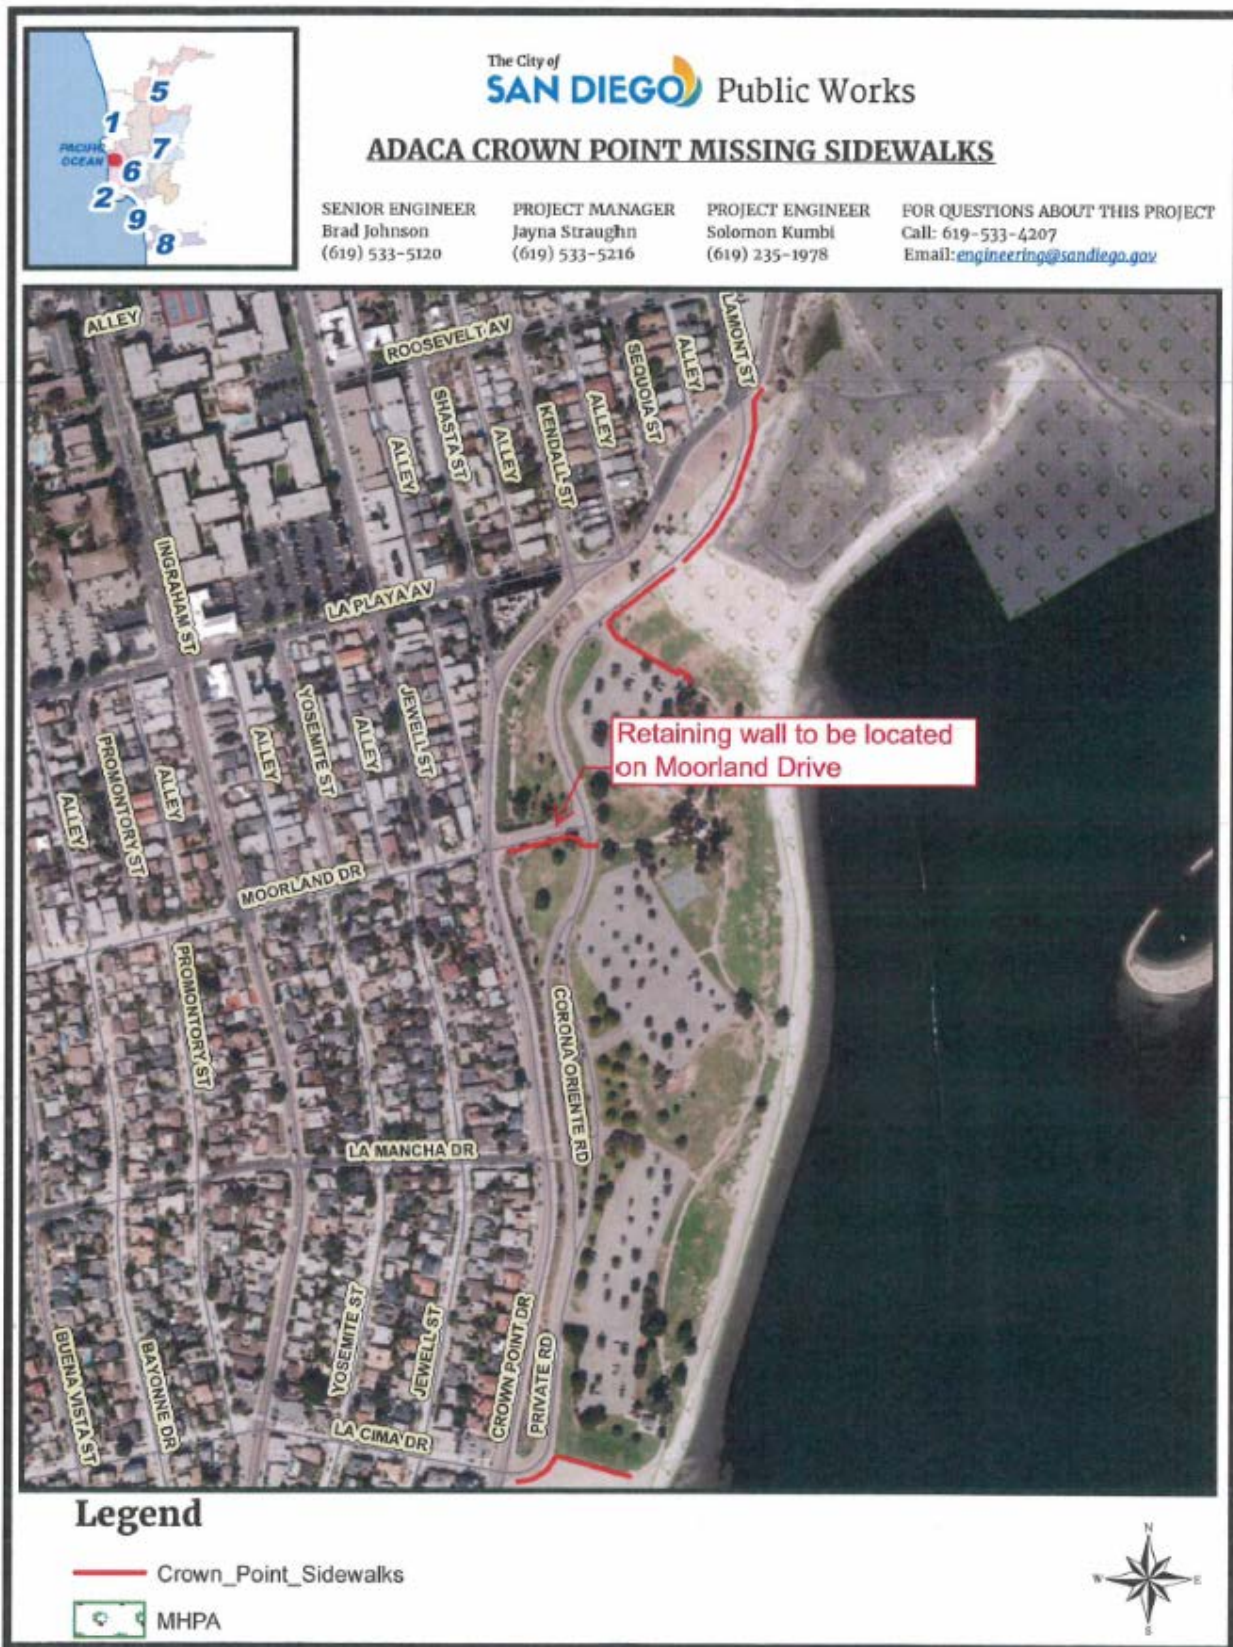 The City of
SAN DIEGO Public Works
ADACA CROWN POINT MISSING SIDEWALKS
5
1
7
PACIFIC
OCEAN
6
2
9
8
SENIOR ENGINEER
Brad Johnson
(619) 533-5120
PROJECT MANAGER
Jayna Straughn
(619) 533-5216
PROJECT ENGINEER
Solomon Kumbi
(619) 235-1978
FOR QUESTIONS ABOUT THIS PROJECT
Call: 619-533-4207
Email: engineering@sandiego.gov
ALLEY
ROOSEVELT AV
LAMONT ST
SEQUOIA ST
ALLEY
SHASTA ST
ALLEY
ALLEY
KENDALL ST
ALLEY
INGRAHAM ST
LA PLAYA AV
PROMONTORY ST
ALLEY
ALLEY
ALLEY
YOSEMITE ST
ALLEY
JEWELL ST
Retaining wall to be located
on Moorland Drive
MOORLAND DR
PROMONTORY ST
CORONA ORIENTE RD
LA MANCHA DR
BUENA VISTA ST
BAYONNE DR
YOSEMITE ST
JEWELL ST
CROWN POINT DR
PRIVATE RD
LA CIMA DR
Legend
Crown_Point_Sidewalks
MHPA
N
W
E
S